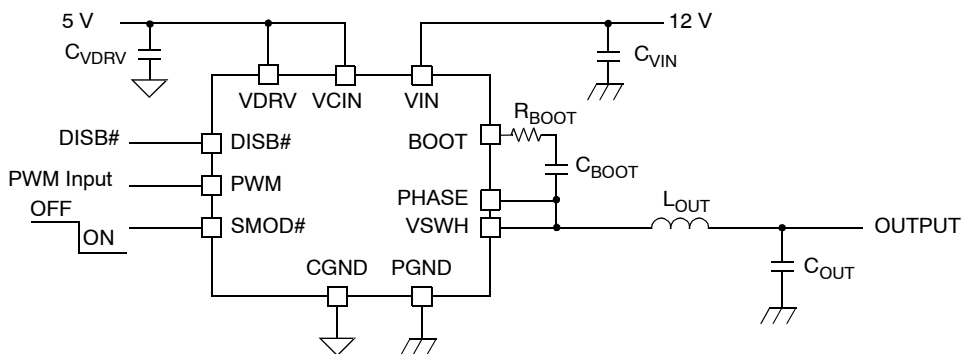 5 V
12 V
CVDRV
CVIN
VDRV
VCIN
VIN
RBOOT
DISB#
DISB#
BOOT
CBOOT
PWM Input
PWM
PHASE
LOUT
OFF
ON
SMOD#
VSWH
OUTPUT
CGND
PGND
COUT